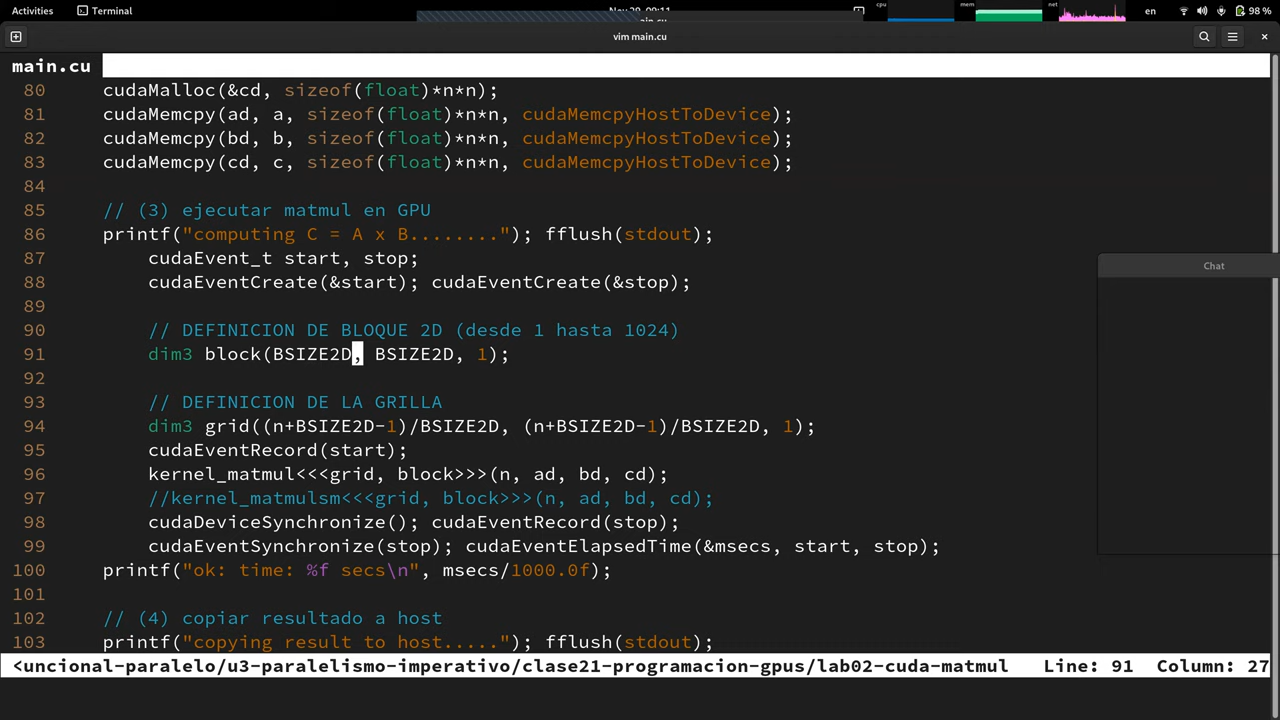 Activities Terminal cpu mem net en 98 %
vim main.cu
main.cu
80 cudaMalloc(&cd, sizeof(float)*n*n);
81 cudaMemcpy(ad, a, sizeof(float)*n*n, cudaMemcpyHostToDevice);
82 cudaMemcpy(bd, b, sizeof(float)*n*n, cudaMemcpyHostToDevice);
83 cudaMemcpy(cd, c, sizeof(float)*n*n, cudaMemcpyHostToDevice);
84
85 // (3) ejecutar matmul en GPU
86 printf("computing C = A x B........"); fflush(stdout);
87 cudaEvent_t start, stop;
88 cudaEventCreate(&start); cudaEventCreate(&stop);
89
90 // DEFINICION DE BLOQUE 2D (desde 1 hasta 1024)
91 dim3 block(BSIZE2D, BSIZE2D, 1);
92
93 // DEFINICION DE LA GRILLA
94 dim3 grid((n+BSIZE2D-1)/BSIZE2D, (n+BSIZE2D-1)/BSIZE2D, 1);
95 cudaEventRecord(start);
96 kernel_matmul<<<grid, block>>>(n, ad, bd, cd);
97 //kernel_matmulsm<<<grid, block>>>(n, ad, bd, cd);
98 cudaDeviceSynchronize(); cudaEventRecord(stop);
99 cudaEventSynchronize(stop); cudaEventElapsedTime(&msecs, start, stop);
100 printf("ok: time: %f secs\n", msecs/1000.0f);
101
102 // (4) copiar resultado a host
103 printf("copying result to host....."); fflush(stdout);
<uncional-paralelo/u3-paralelismo-imperativo/clase21-programacion-gpus/lab02-cuda-matmul Line: 91 Column: 27
Chat